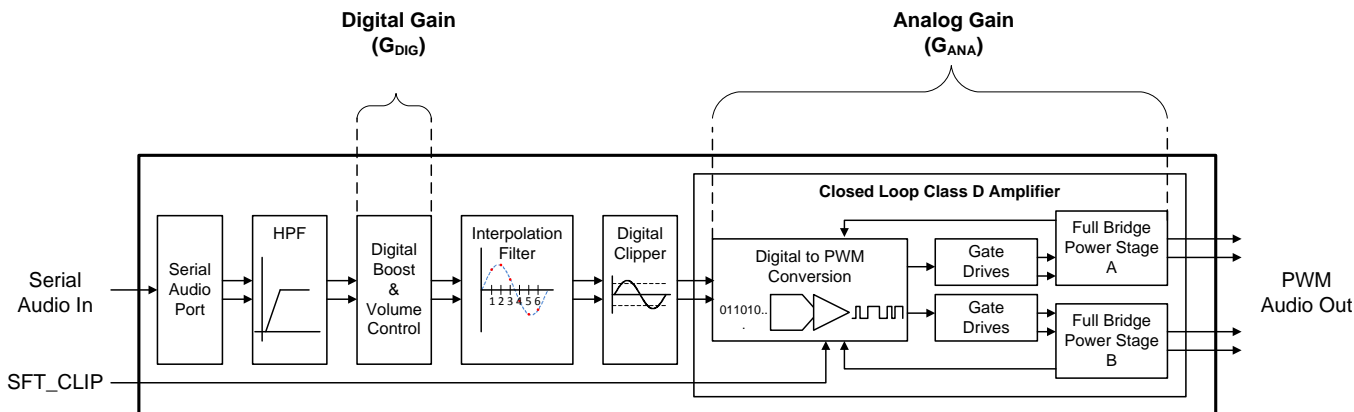 Digital Gain
(GDIG)
Analog Gain
(GANA)
Closed Loop Class D Amplifier
Serial
Audio In
Serial
Audio
Port
HPF
Digital
Boost
&
Volume
Control
Interpolation
Filter
1 2 3 4 5 6
Digital
Clipper
Digital to PWM
Conversion
011010..
.
Gate
Drives
Gate
Drives
Full Bridge
Power Stage
A
Full Bridge
Power Stage
B
PWM
Audio Out
SFT_CLIP